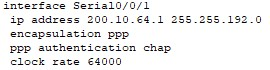 interface Serial0/0/1
ip address 200.10.64.1 255.255.192.0
encapsulation ppp
ppp authentication chap
clock rate 64000